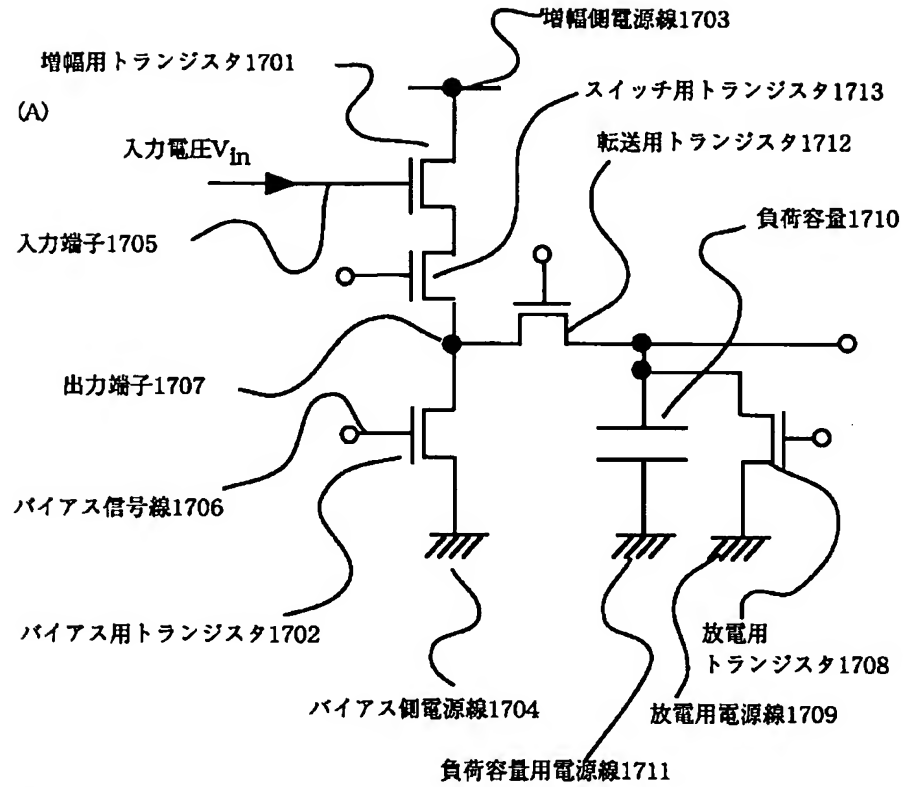 増幅側電源線1703
増幅用トランジスタ1701
スイッチ用トランジスタ1713
(A)
転送用トランジスタ1712
入力電圧Vin
負荷容量1710
入力端子1705
出力端子1707
バイアス信号線1706
バイアス用トランジスタ1702
放電用
トランジスタ1708
バイアス側電源線1704
放電用電源線1709
負荷容量用電源線1711